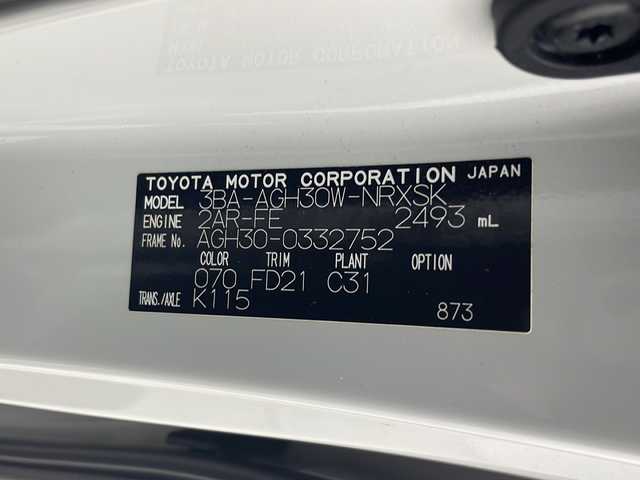 TOYOTA MOTOR CORPORATION JAPAN
MODEL 3BA-AGH30W-NRXSK
ENGINE 2AR-FE 2493 mL
FRAME No. AGH30-0332752
COLOR TRIM PLANT OPTION
070 FD21 C31
TRANS./AXLE K115
873